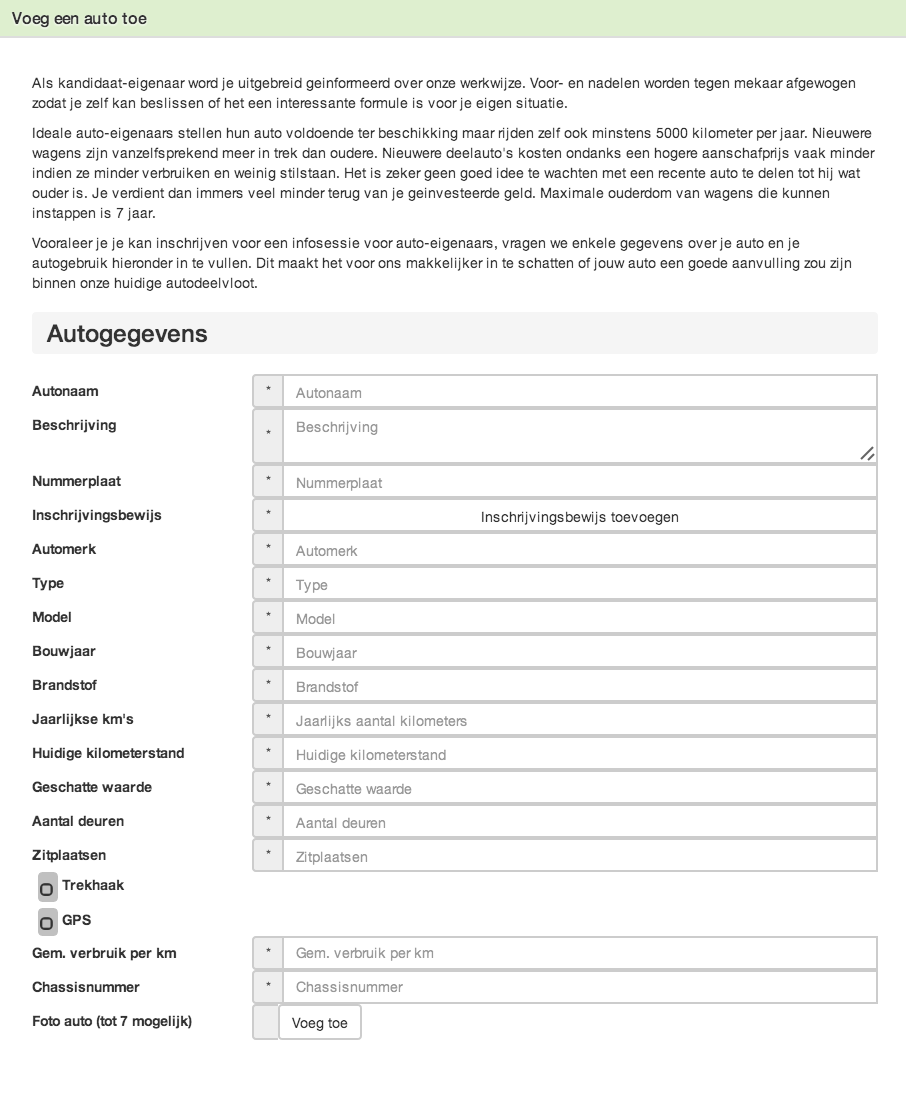 Voeg een auto toe
Als kandidaat-eigenaar word je uitgebreid geinformeerd over onze werkwijze. Voor- en nadelen worden tegen mekaar afgewogen
zodat je zelf kan beslissen of het een interessante formule is voor je eigen situatie.
Ideale auto-eigenaars stellen hun auto voldoende ter beschikking maar rijden zelf ook minstens 5000 kilometer per jaar. Nieuwere
wagens zijn vanzelfsprekend meer in trek dan oudere. Nieuwere deelauto's kosten ondanks een hogere aanschafprijs vaak minder
indien ze minder verbruiken en weinig stilstaan. Het is zeker geen goed idee te wachten met een recente auto te delen tot hij wat
ouder is. Je verdient dan immers veel minder terug van je geinvesteerde geld. Maximale ouderdom van wagens die kunnen
instappen is 7 jaar.
Vooraleer je je kan inschrijven voor een infosessie voor auto-eigenaars, vragen we enkele gegevens over je auto en je
autogebruik hieronder in te vullen. Dit maakt het voor ons makkelijker in te schatten of jouw auto een goede aanvulling zou zijn
binnen onze huidige autodeelvloot.
Autogegevens
Autonaam * Autonaam
Beschrijving * Beschrijving
Nummerplaat * Nummerplaat
Inschrijvingsbewijs * Inschrijvingsbewijs toevoegen
Automerk * Automerk
Type * Type
Model * Model
Bouwjaar * Bouwjaar
Brandstof * Brandstof
Jaarlijkse km's * Jaarlijks aantal kilometers
Huidige kilometerstand * Huidige kilometerstand
Geschatte waarde * Geschatte waarde
Aantal deuren * Aantal deuren
Zitplaatsen * Zitplaatsen
Trekhaak
GPS
Gem. verbruik per km * Gem. verbruik per km
Chassisnummer * Chassisnummer
Foto auto (tot 7 mogelijk) Voeg toe